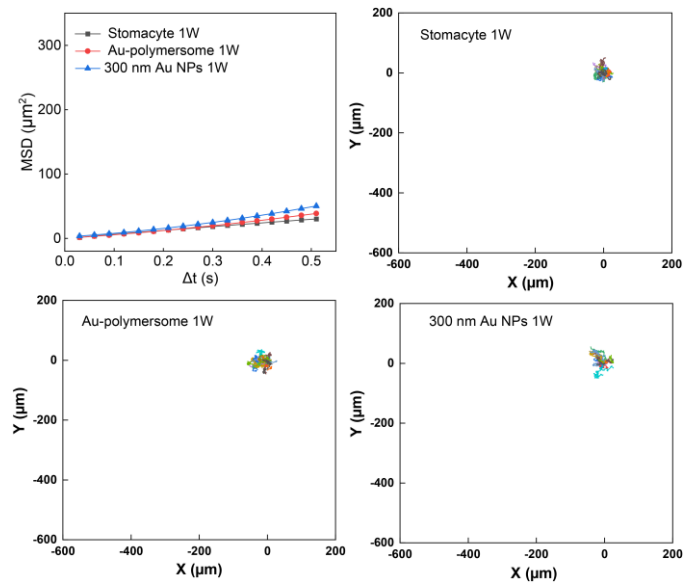 Stomacyte 1W
Au-polymersome 1W
300 nm Au NPs 1W
MSD (μm²)
300
200
100
0
0.0 0.1 0.2 0.3 0.4 0.5
Δt (s)
Stomacyte 1W
Y (μm)
200
0
-200
-400
-600
-600 -400 -200 0 200
X (μm)
Au-polymersome 1W
Y (μm)
200
0
-200
-400
-600
-600 -400 -200 0 200
X (μm)
300 nm Au NPs 1W
Y (μm)
200
0
-200
-400
-600
-600 -400 -200 0 200
X (μm)